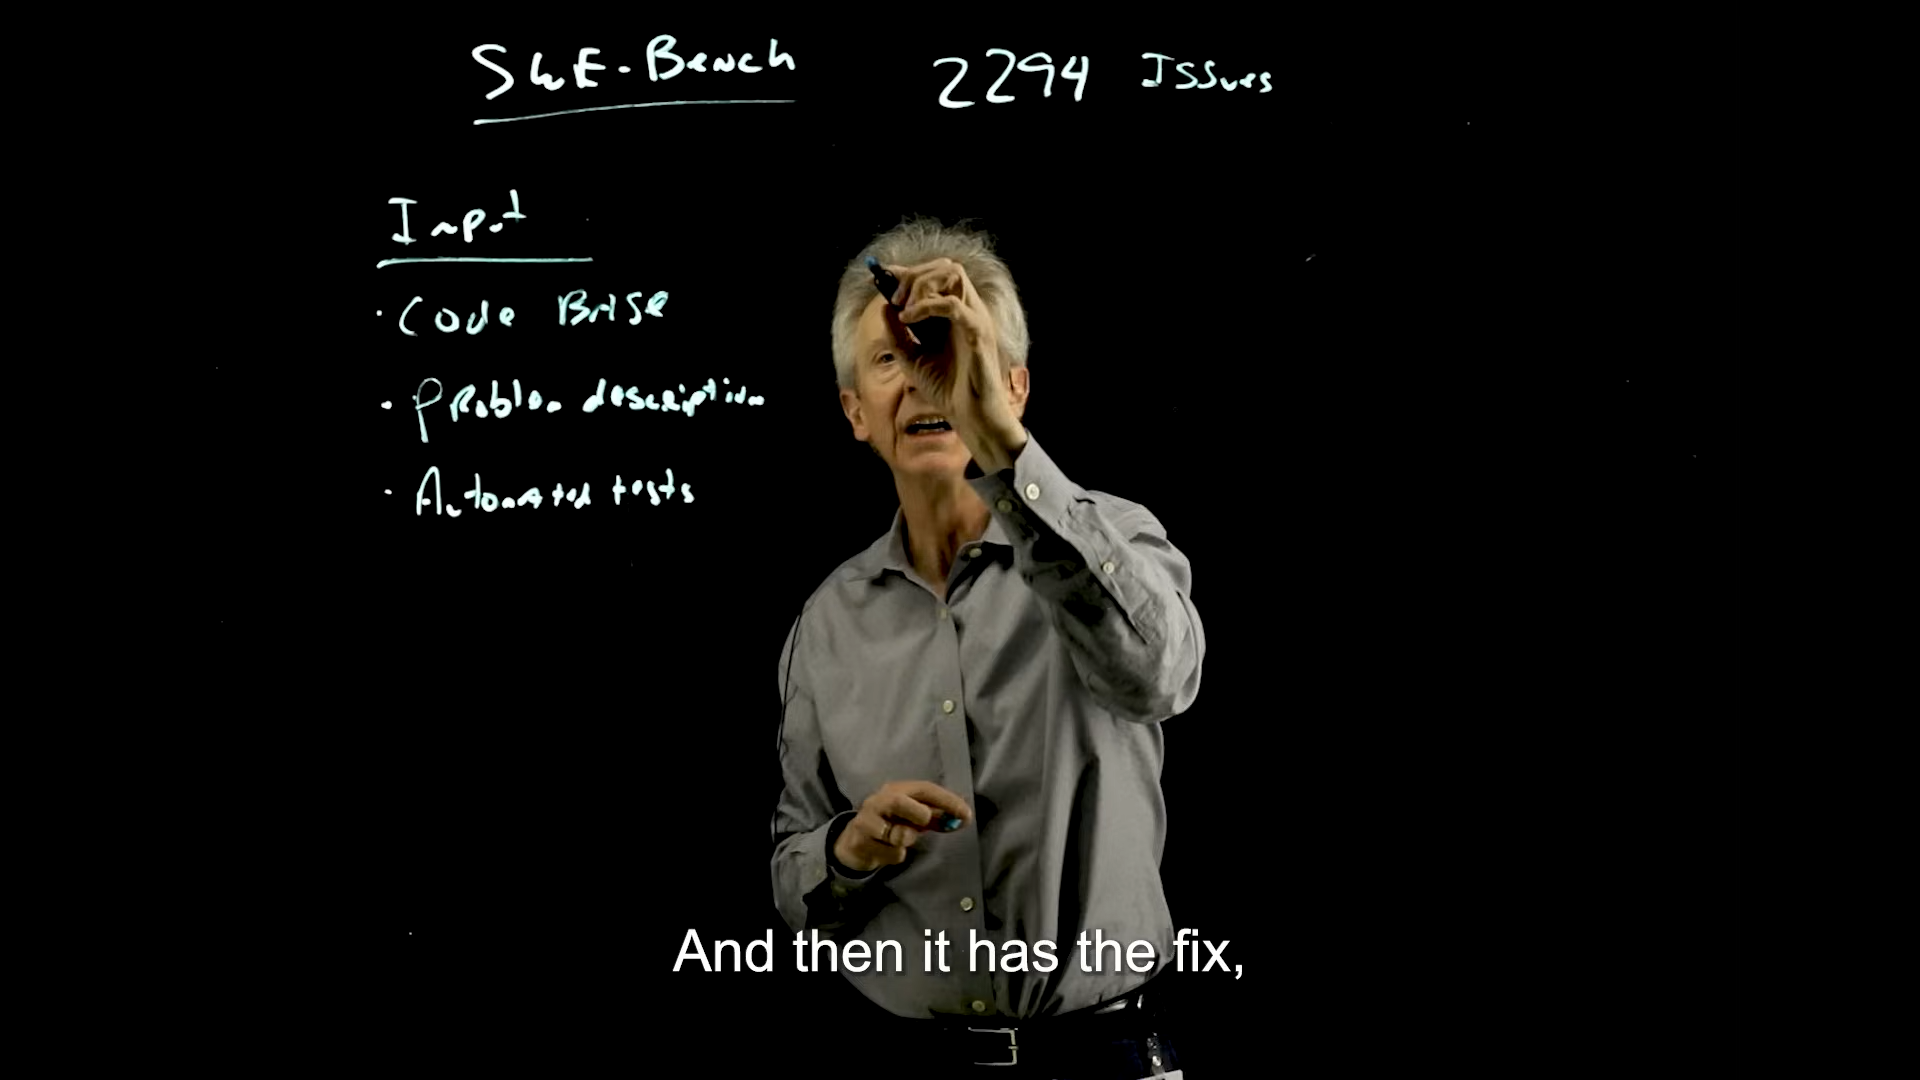 SWE-Bench 2294 Issues
Input
· Code Base
· Problem description
· Automated tests
And then it has the fix,